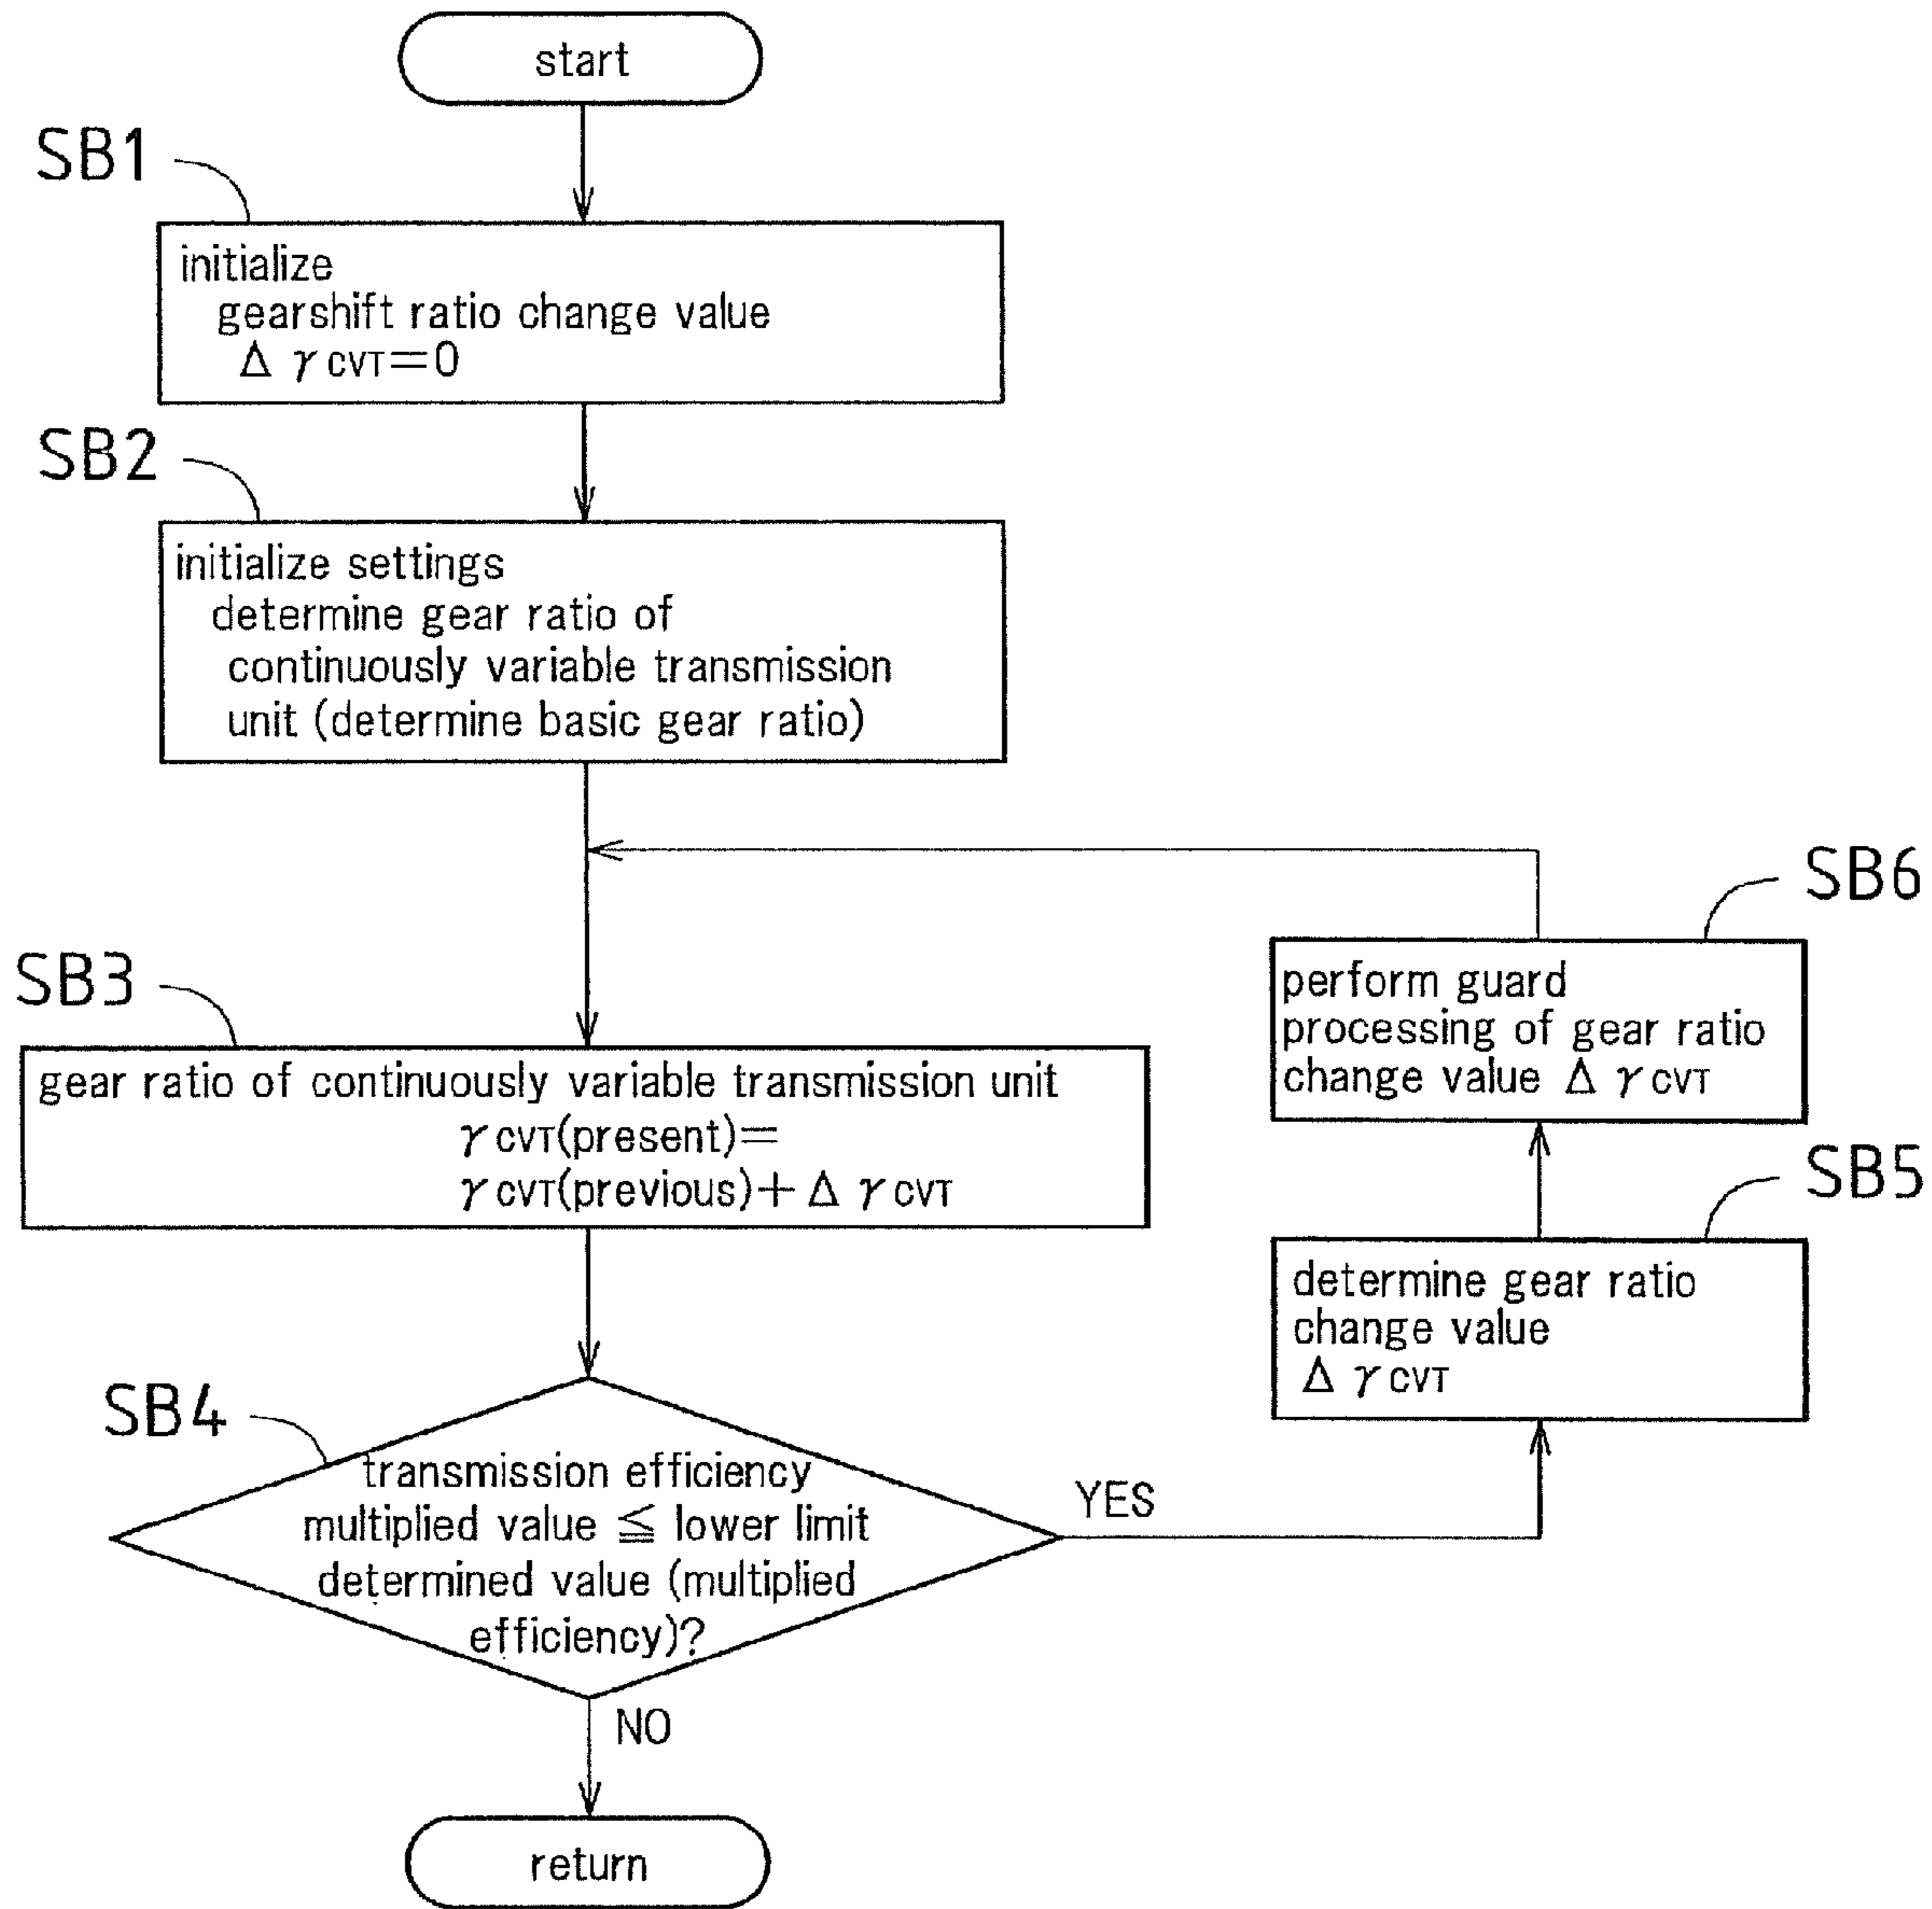 start
SB1
initialize
gearshift ratio change value
Δ γ CVT=0
SB2
initialize settings
determine gear ratio of
continuously variable transmission
unit (determine basic gear ratio)
SB3
gear ratio of continuously variable transmission unit
γ CVT(present)=
γ CVT(previous)+ Δ γ CVT
SB4
transmission efficiency
multiplied value ≦ lower limit
determined value (multiplied
efficiency)?
YES
NO
SB5
determine gear ratio
change value
Δ γ CVT
SB6
perform guard
processing of gear ratio
change value Δ γ CVT
return